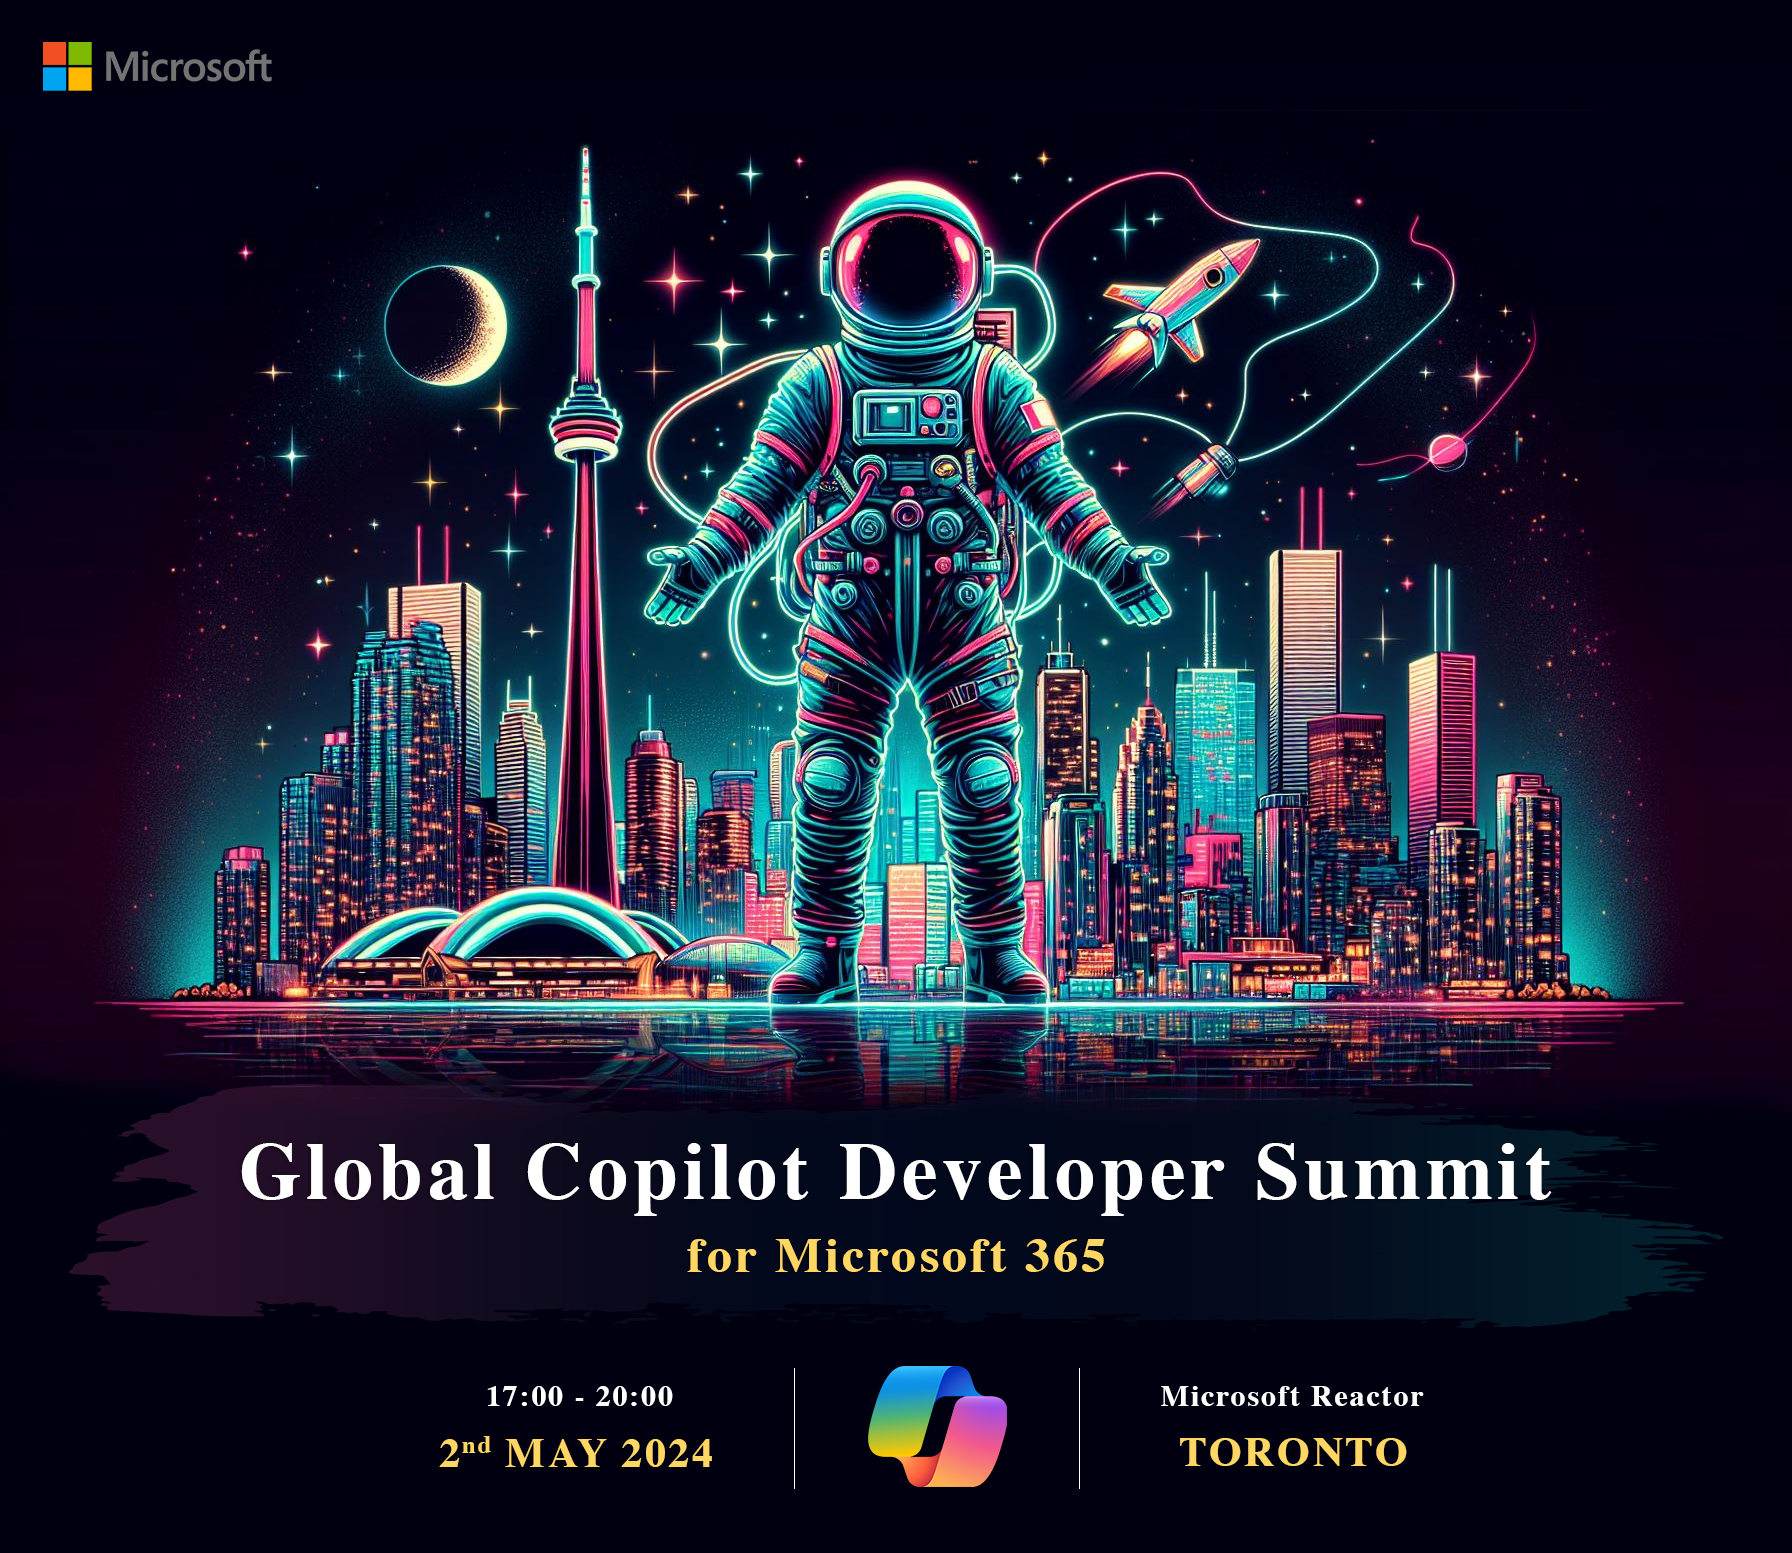 Microsoft
Global Copilot Developer Summit
for Microsoft 365
17:00 - 20:00
2nd MAY 2024
Microsoft Reactor
TORONTO